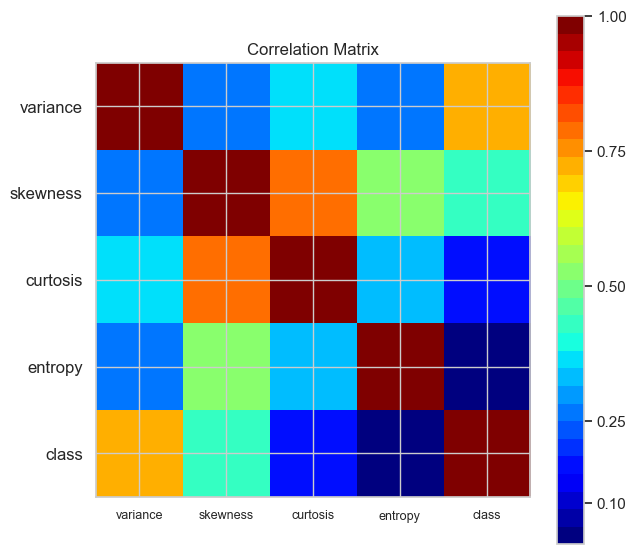 Correlation Matrix
variance
skewness
curtosis
entropy
class
variance skewness curtosis entropy class
1.00
0.75
0.50
0.25
0.10